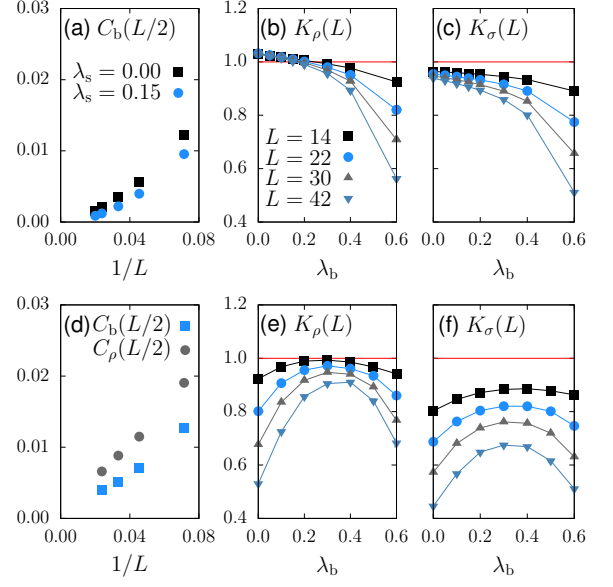 (a) C_b(L/2)
λ_s = 0.00
λ_s = 0.15
0.03
0.02
0.01
0.00
0.00 0.04 0.08
1/L
(b) K_ρ(L)
L = 14
L = 22
L = 30
L = 42
1.2
1.0
0.8
0.6
0.4
0.0 0.2 0.4 0.6
λ_b
(c) K_σ(L)
0.0 0.2 0.4 0.6
λ_b
(d) C_b(L/2)
C_ρ(L/2)
0.03
0.02
0.01
0.00
0.00 0.04 0.08
1/L
(e) K_ρ(L)
1.2
1.0
0.8
0.6
0.4
0.0 0.2 0.4 0.6
λ_b
(f) K_σ(L)
0.0 0.2 0.4 0.6
λ_b